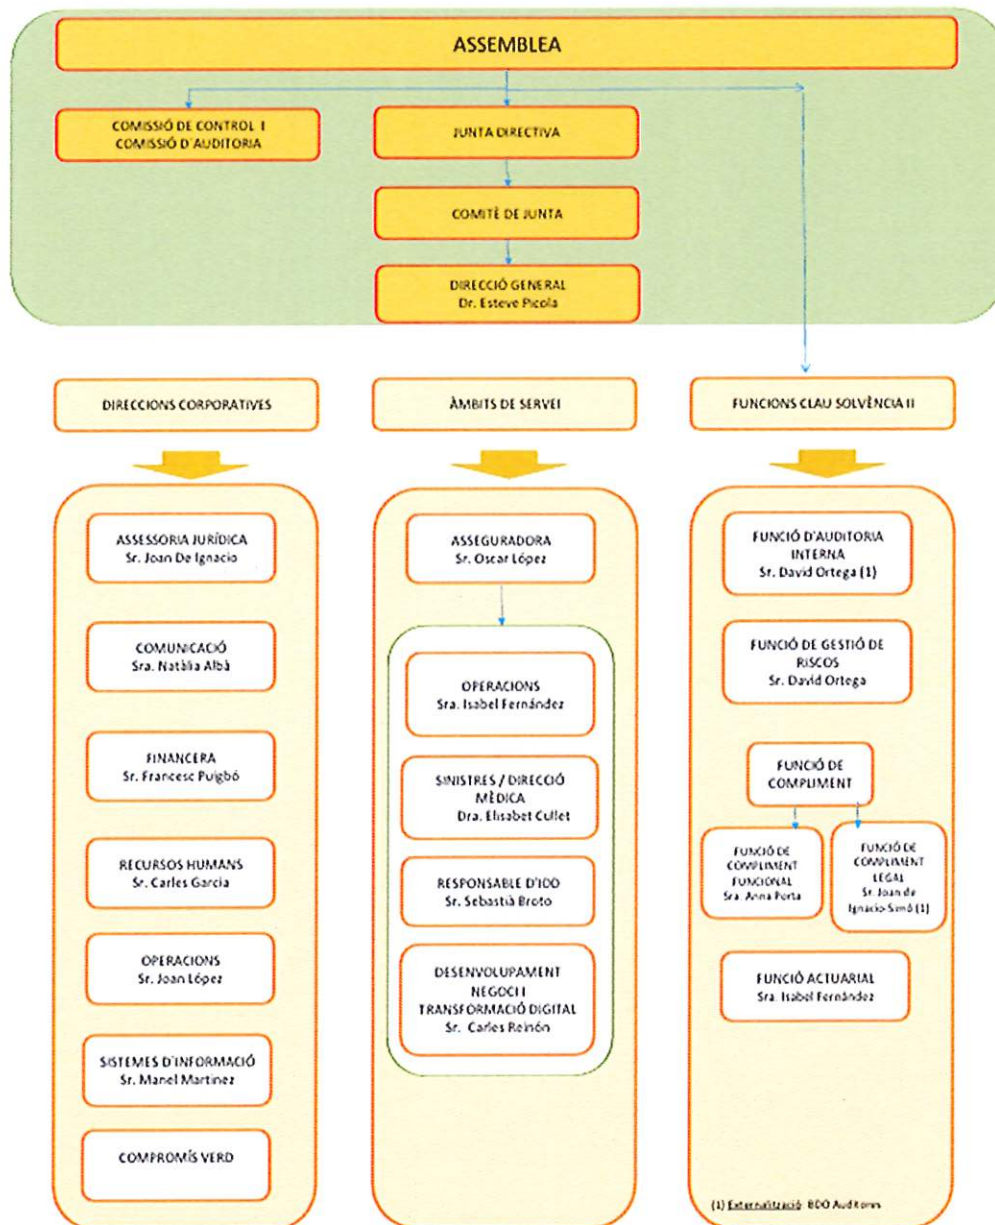 ASSEMBLEA
COMISSIÓ DE CONTROL I
COMISSIÓ D´AUDITORIA
JUNTA DIRECTIVA
COMITÈ DE JUNTA
DIRECCIÓ GENERAL
Dr. Esteve Picola
DIRECCIONS CORPORATIVES
ASSESSORIA JURÍDICA
Sr. Joan De Ignacio
COMUNICACIÓ
Sra. Natàlia Albà
FINANCERA
Sr. Francesc Puigbó
RECURSOS HUMANS
Sr. Carles Garcia
OPERACIONS
Sr. Joan López
SISTEMES D´INFORMACIÓ
Sr. Manel Martinez
COMPROMÍS VERD
ÀMBITS DE SERVEI
ASSEGURADORA
Sr. Oscar López
OPERACIONS
Sra. Isabel Fernández
SINISTRES / DIRECCIÓ
MÈDICA
Dra. Elisabet Cullet
RESPONSABLE D'IDD
Sr. Sebastià Broto
DESENVOLUPAMENT
NEGOCI I
TRANSFORMACIÓ DIGITAL
Sr. Carles Reinón
FUNCIONS CLAU SOLVÈNCIA II
FUNCIÓ D'AUDITORIA
INTERNA
Sr. David Ortega (1)
FUNCIÓ DE GESTIÓ DE
RISCOS
Sr. David Ortega
FUNCIÓ DE
COMPLIMENT
FUNCIÓ DE
COMPLIMENT
FUNCIONAL
Sra. Anna Porta
FUNCIÓ DE
COMPLIMENT
LEGAL
Sr. Joan de
Ignacio-Simó (1)
FUNCIÓ ACTUARIAL
Sra. Isabel Fernández
(1) Externalització: BDO Auditores